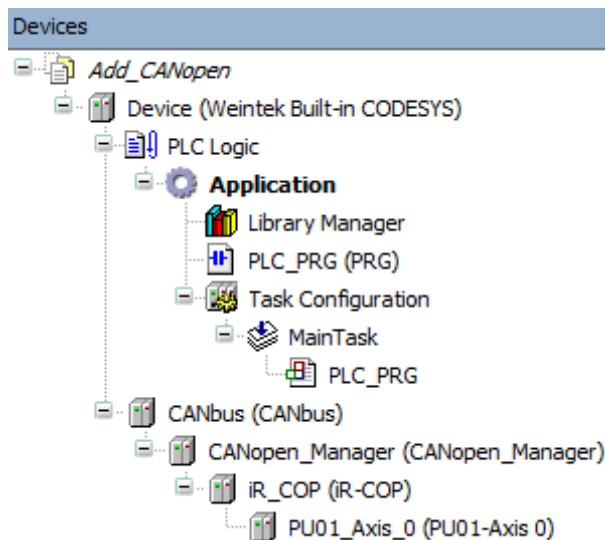 Devices
Add_CANopen
Device (Weintek Built-in CODESYS)
PLC Logic
Application
Library Manager
PLC_PRG (PRG)
Task Configuration
MainTask
PLC_PRG
CANbus (CANbus)
CANopen_Manager (CANopen_Manager)
iR_COP (iR-COP)
PU01_Axis_0 (PU01-Axis 0)